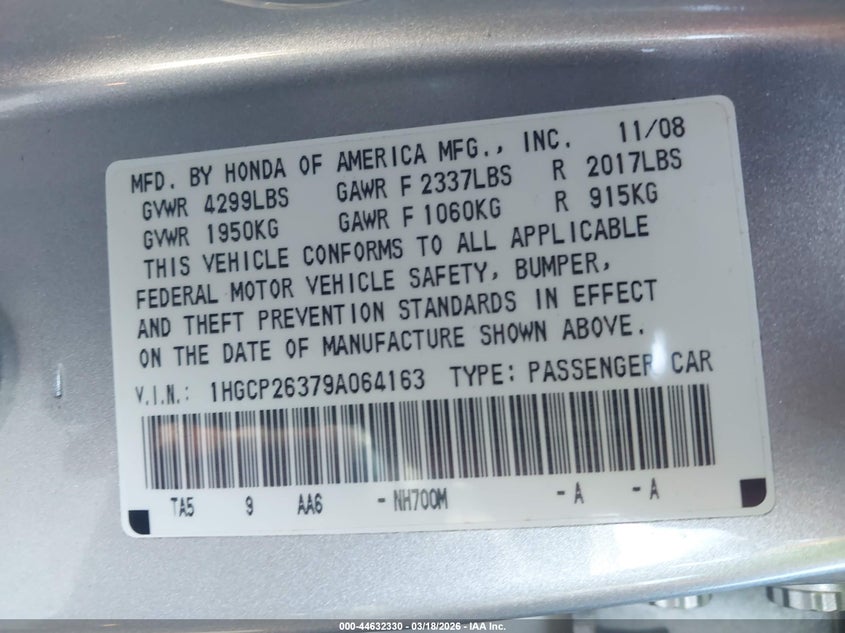 MFD. BY HONDA OF AMERICA MFG., INC. 11/08
GVWR 4299LBS GAWR F 2337LBS R 2017LBS
GVWR 1950KG GAWR F 1060KG R 915KG
THIS VEHICLE CONFORMS TO ALL APPLICABLE
FEDERAL MOTOR VEHICLE SAFETY, BUMPER,
AND THEFT PREVENTION STANDARDS IN EFFECT
ON THE DATE OF MANUFACTURE SHOWN ABOVE.
V.I.N.: 1HGCP26379A064163 TYPE: PASSENGER CAR
TA5 9 AA6 - NH700M - A - A
000-44632330 - 03/18/2026 - IAA Inc.